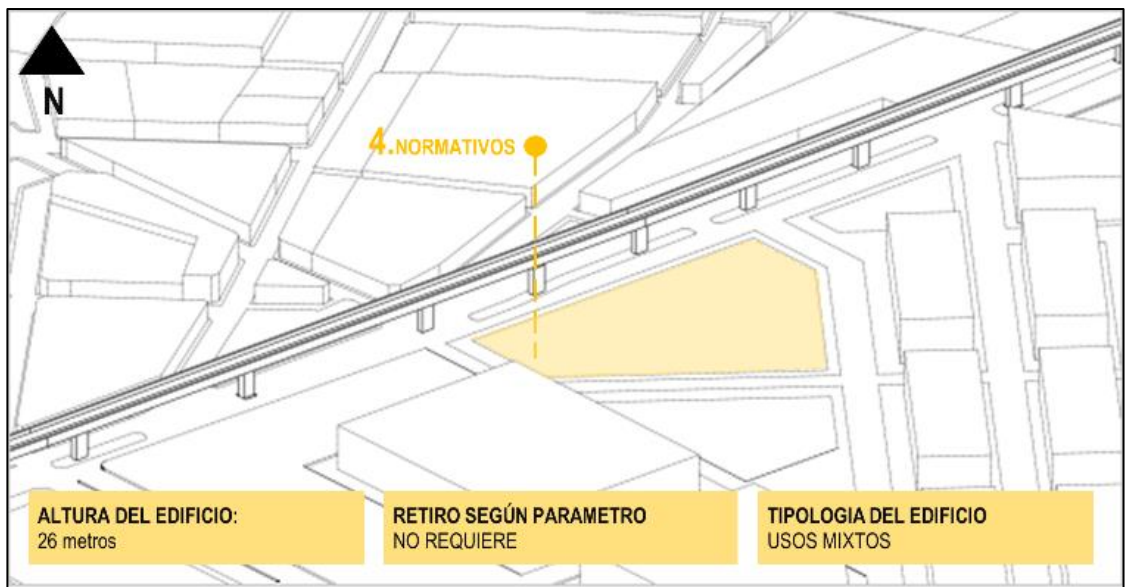 N
4.NORMATIVOS
ALTURA DEL EDIFICIO:
26 metros
RETIRO SEGÚN PARAMETRO
NO REQUIERE
TIPOLOGIA DEL EDIFICIO
USOS MIXTOS